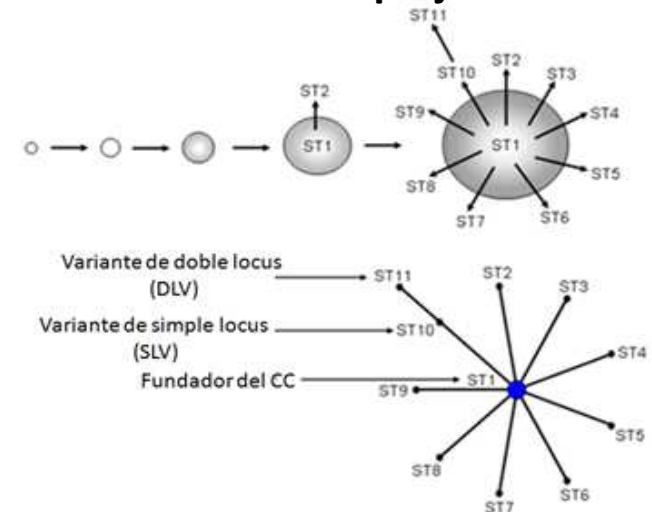 ST11
ST10
ST2
ST3
ST2
ST9
ST4
ST1
ST1
ST8
ST5
ST7
ST6
Variante de doble locus
(DLV)
ST11
ST2
ST3
Variante de simple locus
(SLV)
ST10
ST4
Fundador del CC
ST1
ST9
ST5
ST8
ST6
ST7